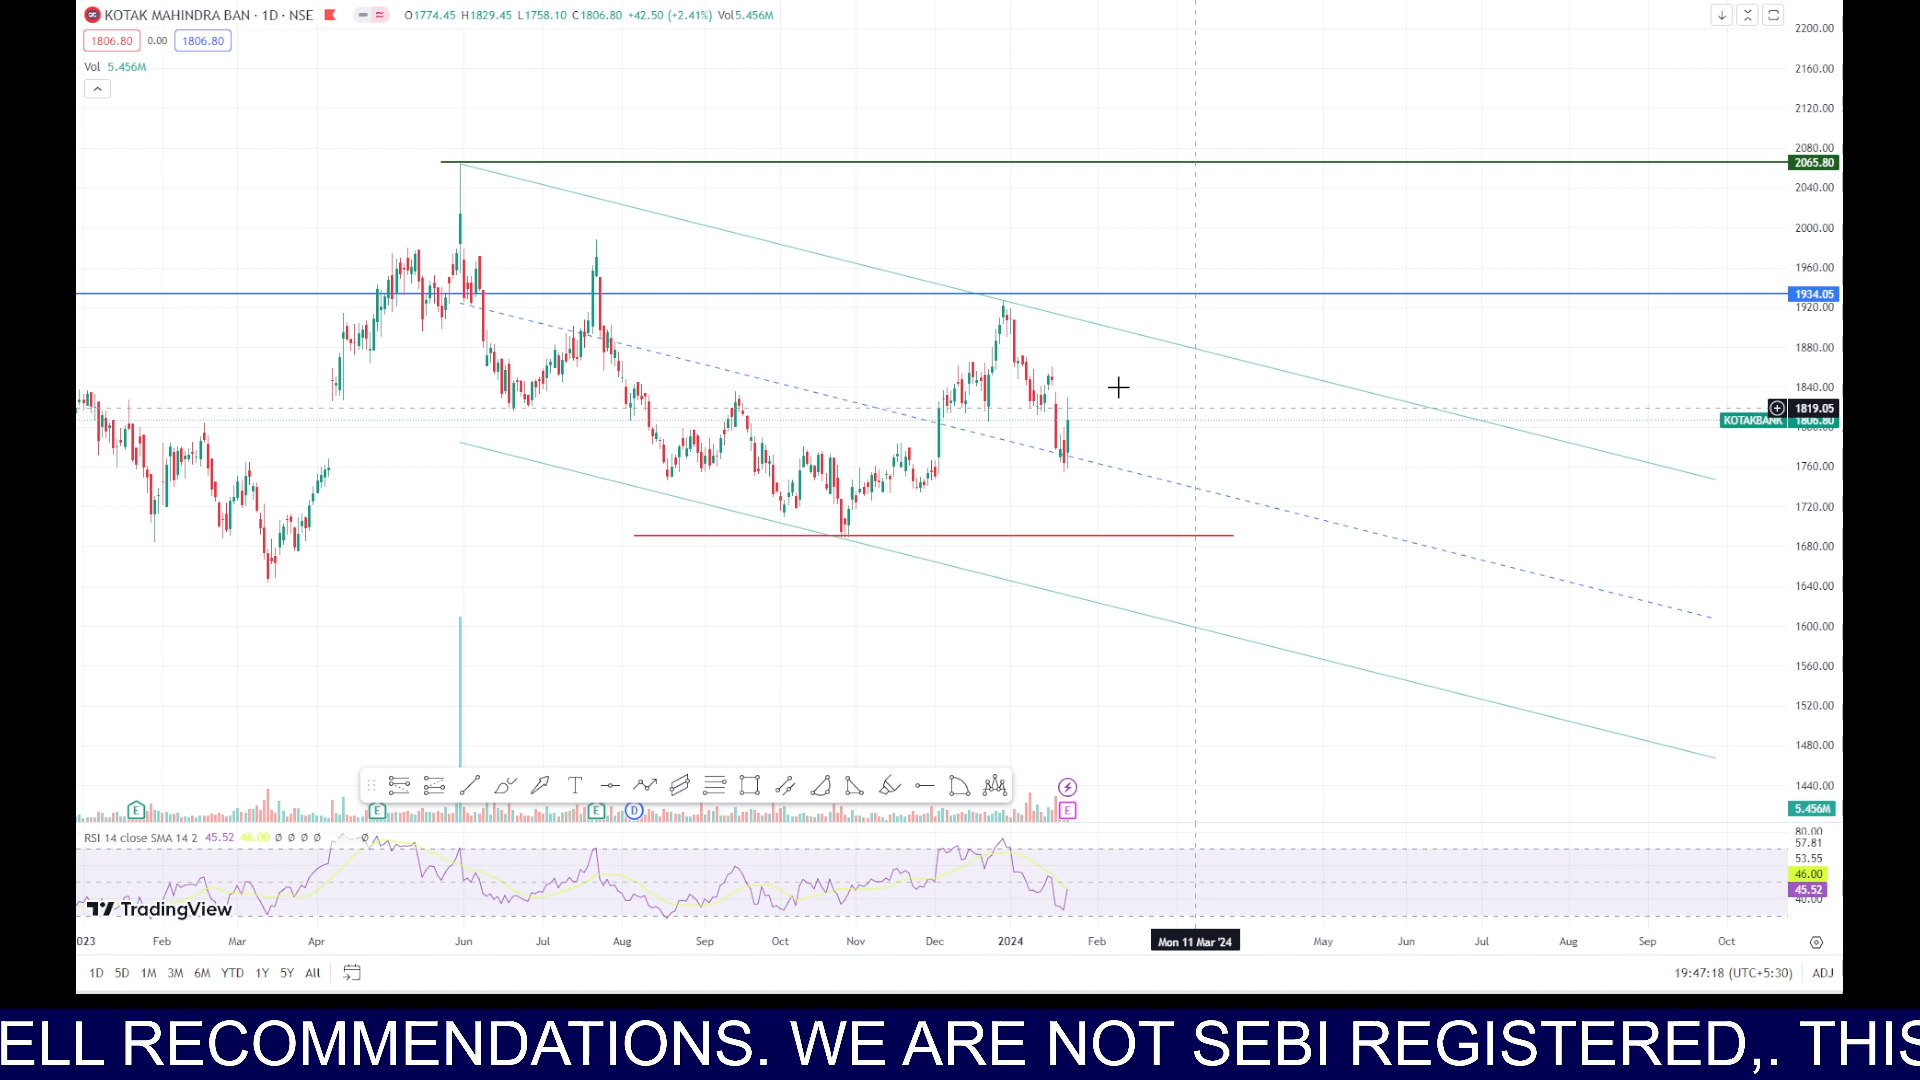 KOTAK MAHINDRA BAN · 1D · NSE O1774.45 H1829.45 L1758.10 C1806.80 +42.50 (+2.41%) Vol5.456M
1806.80 0.00 1806.80
Vol 5.456M
2200.00
2160.00
2120.00
2080.00
2065.80
2040.00
2000.00
1960.00
1934.05
1920.00
1880.00
1840.00
1819.05
KOTAKBANK 1806.80
1760.00
1720.00
1680.00
1640.00
1600.00
1560.00
1520.00
1480.00
1440.00
T
E E E D E
5.456M
RSI 14 close SMA 14 2 45.52 46.00 Ø Ø Ø Ø Ø
80.00
57.81
53.55
46.00
45.52
40.00
TradingView
023 Feb Mar Apr Jun Jul Aug Sep Oct Nov Dec 2024 Feb Mon 11 Mar '24 May Jun Jul Aug Sep Oct
1D 5D 1M 3M 6M YTD 1Y 5Y All 19:47:18 (UTC+5:30) ADJ
ELL RECOMMENDATIONS. WE ARE NOT SEBI REGISTERED,. THIS